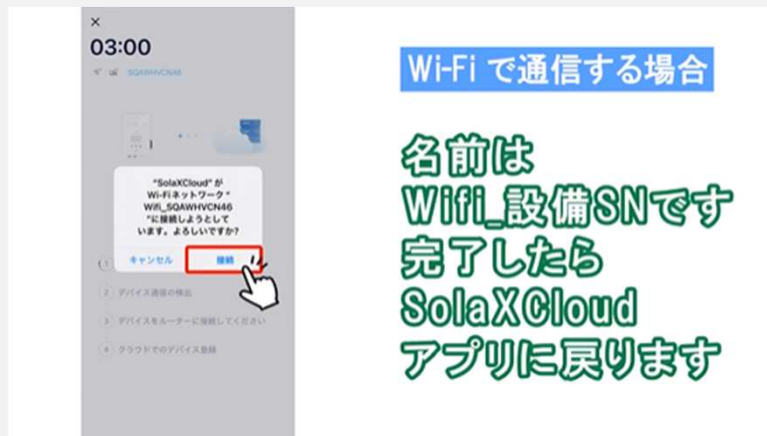 ×
03:00
SQAWHVCN46
"SolaXCloud" が
Wi-Fiネットワーク "
Wifi_SQAWHVCN46
"に接続しようとして
います。よろしいですか?
キャンセル
接続
1
2 デバイス通信の検出
3 デバイスをルーターに接続してください
4 クラウドでのデバイス登録
Wi-Fi で通信する場合
名前は
Wifi_設備SNです
完了したら
SolaXCloud
アプリに戻ります